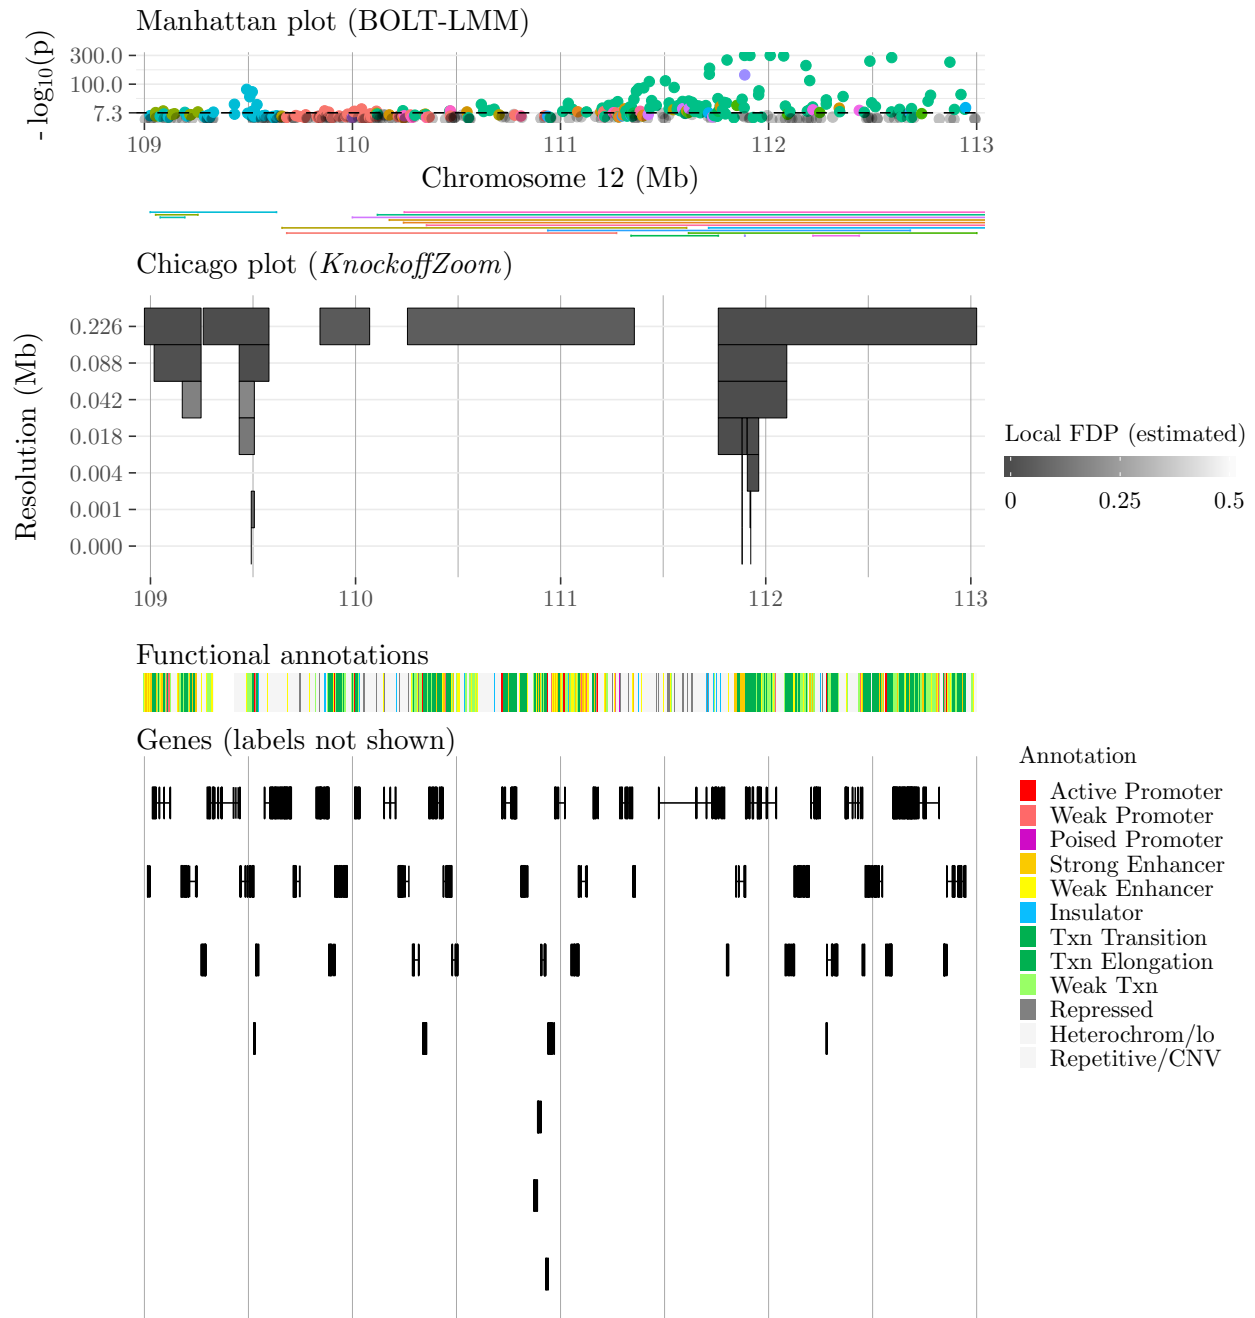 Manhattan plot (BOLT-LMM)
- log10(p)
300.0
100.0
7.3
109 110 111 112 113
Chromosome 12 (Mb)
Chicago plot (KnockoffZoom)
Resolution (Mb)
0.226
0.088
0.042
0.018
0.004
0.001
0.000
109 110 111 112 113
Local FDP (estimated)
0 0.25 0.5
Functional annotations
Genes (labels not shown)
Annotation
Active Promoter
Weak Promoter
Poised Promoter
Strong Enhancer
Weak Enhancer
Insulator
Txn Transition
Txn Elongation
Weak Txn
Repressed
Heterochrom/lo
Repetitive/CNV